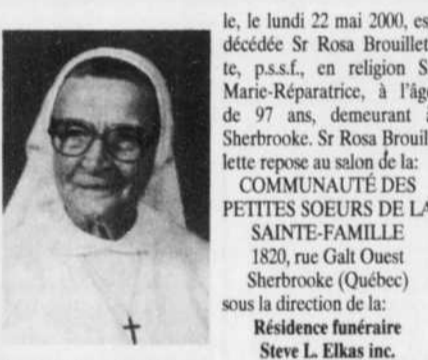 le, le lundi 22 mai 2000, es
décédée Sr Rosa Brouillet
te, p.s.s.f., en religion S
Marie-Réparatrice, à l'âge
de 97 ans, demeurant à
Sherbrooke. Sr Rosa Brouil
lette repose au salon de la:
COMMUNAUTÉ DES
PETITES SOEURS DE LA
SAINTE-FAMILLE
1820, rue Galt Ouest
Sherbrooke (Québec)
sous la direction de la:
Résidence funéraire
Steve L. Elkas inc.